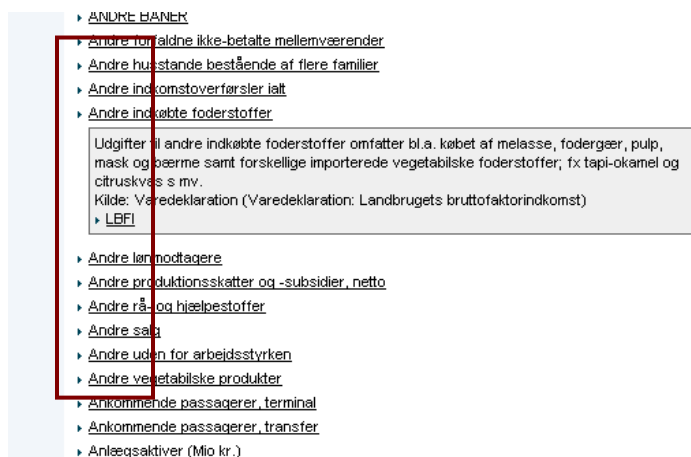 ANDRE BANER
Andre forfaldne ikke-betalte mellemværender
Andre husstande bestående af flere familier
Andre indkomstoverførsler ialt
Andre indkøbte foderstoffer
Udgifter til andre indkøbte foderstoffer omfatter bl.a. købet af melasse, fodergær, pulp,
mask og bærme samt forskellige importerede vegetabilske foderstoffer; fx tapi-okamel og
citruskvas s mv.
Kilde: Varedeklaration (Varedeklaration: Landbrugets bruttofaktorindkomst)
LBFI
Andre lønmodtagere
Andre produktionsskatter og -subsidier, netto
Andre rå- og hjælpestoffer
Andre salg
Andre uden for arbejdsstyrken
Andre vegetabilske produkter
Ankommende passagerer, terminal
Ankommende passagerer, transfer
Anlægsaktiver (Mio kr.)